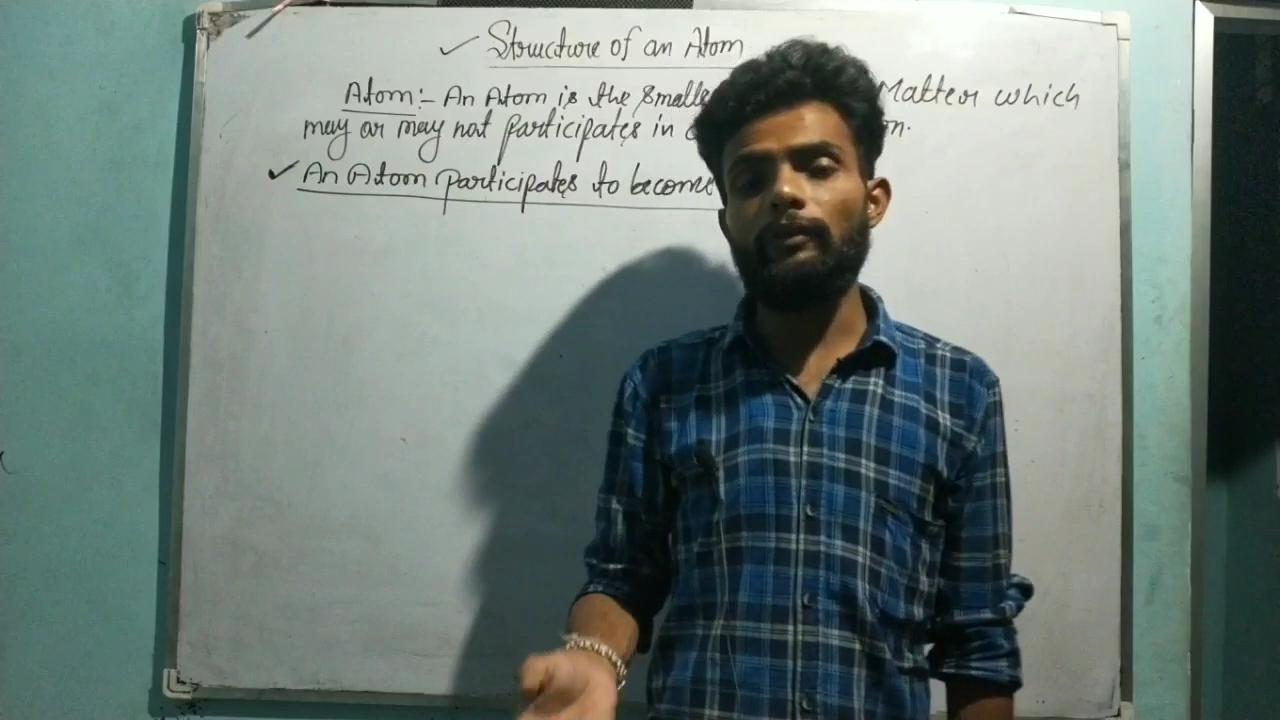 Structure of an Atom
Atom:- An Atom is the Matter which
may or may not participates in
An Atom participates to become